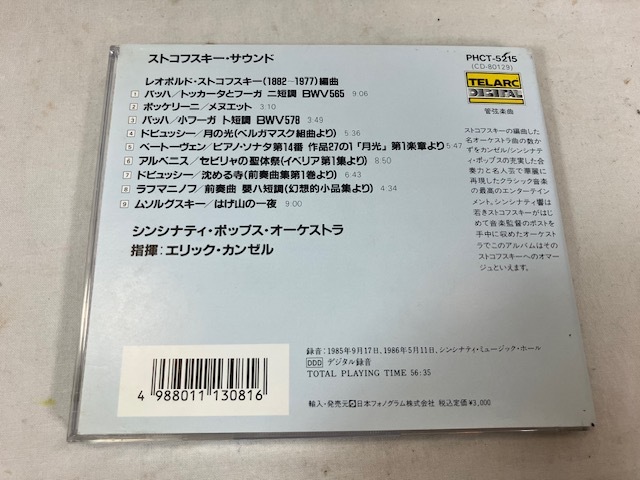 ストコフスキー・サウンド
レオポルド・ストコフスキー(1882-1977)編曲
1 バッハ/トッカータとフーガ ニ短調 BWV565 9:06
2 ボッケリーニ/メヌエット 3:10
3 バッハ/小フーガ ト短調 BWV578 3:49
4 ドビュッシー/月の光(ベルガマスク組曲より) 5:36
5 ベートーヴェン/ピアノ・ソナタ第14番 作品27の1「月光」第1楽章より 5:47
6 アルベニス/セビリャの聖体祭(イベリア第1集より) 8:50
7 ドビュッシー/沈める寺(前奏曲集第1巻より) 6:23
8 ラフマニノフ/前奏曲 嬰ハ短調(幻想的小品集より) 4:34
9 ムソルグスキー/はげ山の一夜 9:00
シンシナティ・ポップス・オーケストラ
指揮:エリック・カンゼル
PHCT-5215
(CD-80129)
TELARC
DIGITAL
管弦楽曲
ストコフスキーの編曲した
名オーケストラ曲の数か
ずをカンゼル/シンシナテ
ィ・ポップスの充実した合
奏力と名人芸で華麗に
再現したクラシック音楽
の最高のエンターテイン
メント。シンシナティ響は
若きストコフスキーがはじ
めて音楽監督のポストを
手中に収めたオーケスト
ラでこのアルバムはその
ストコフスキーへのオマ
ージュといえます。
録音:1985年9月17日、1986年5月11日、シンシナティ・ミュージック・ホール
DDD デジタル録音
TOTAL PLAYING TIME 56:35
輸入・発売元 日本フォノグラム株式会社 税込定価¥3,000
4 988011 130816